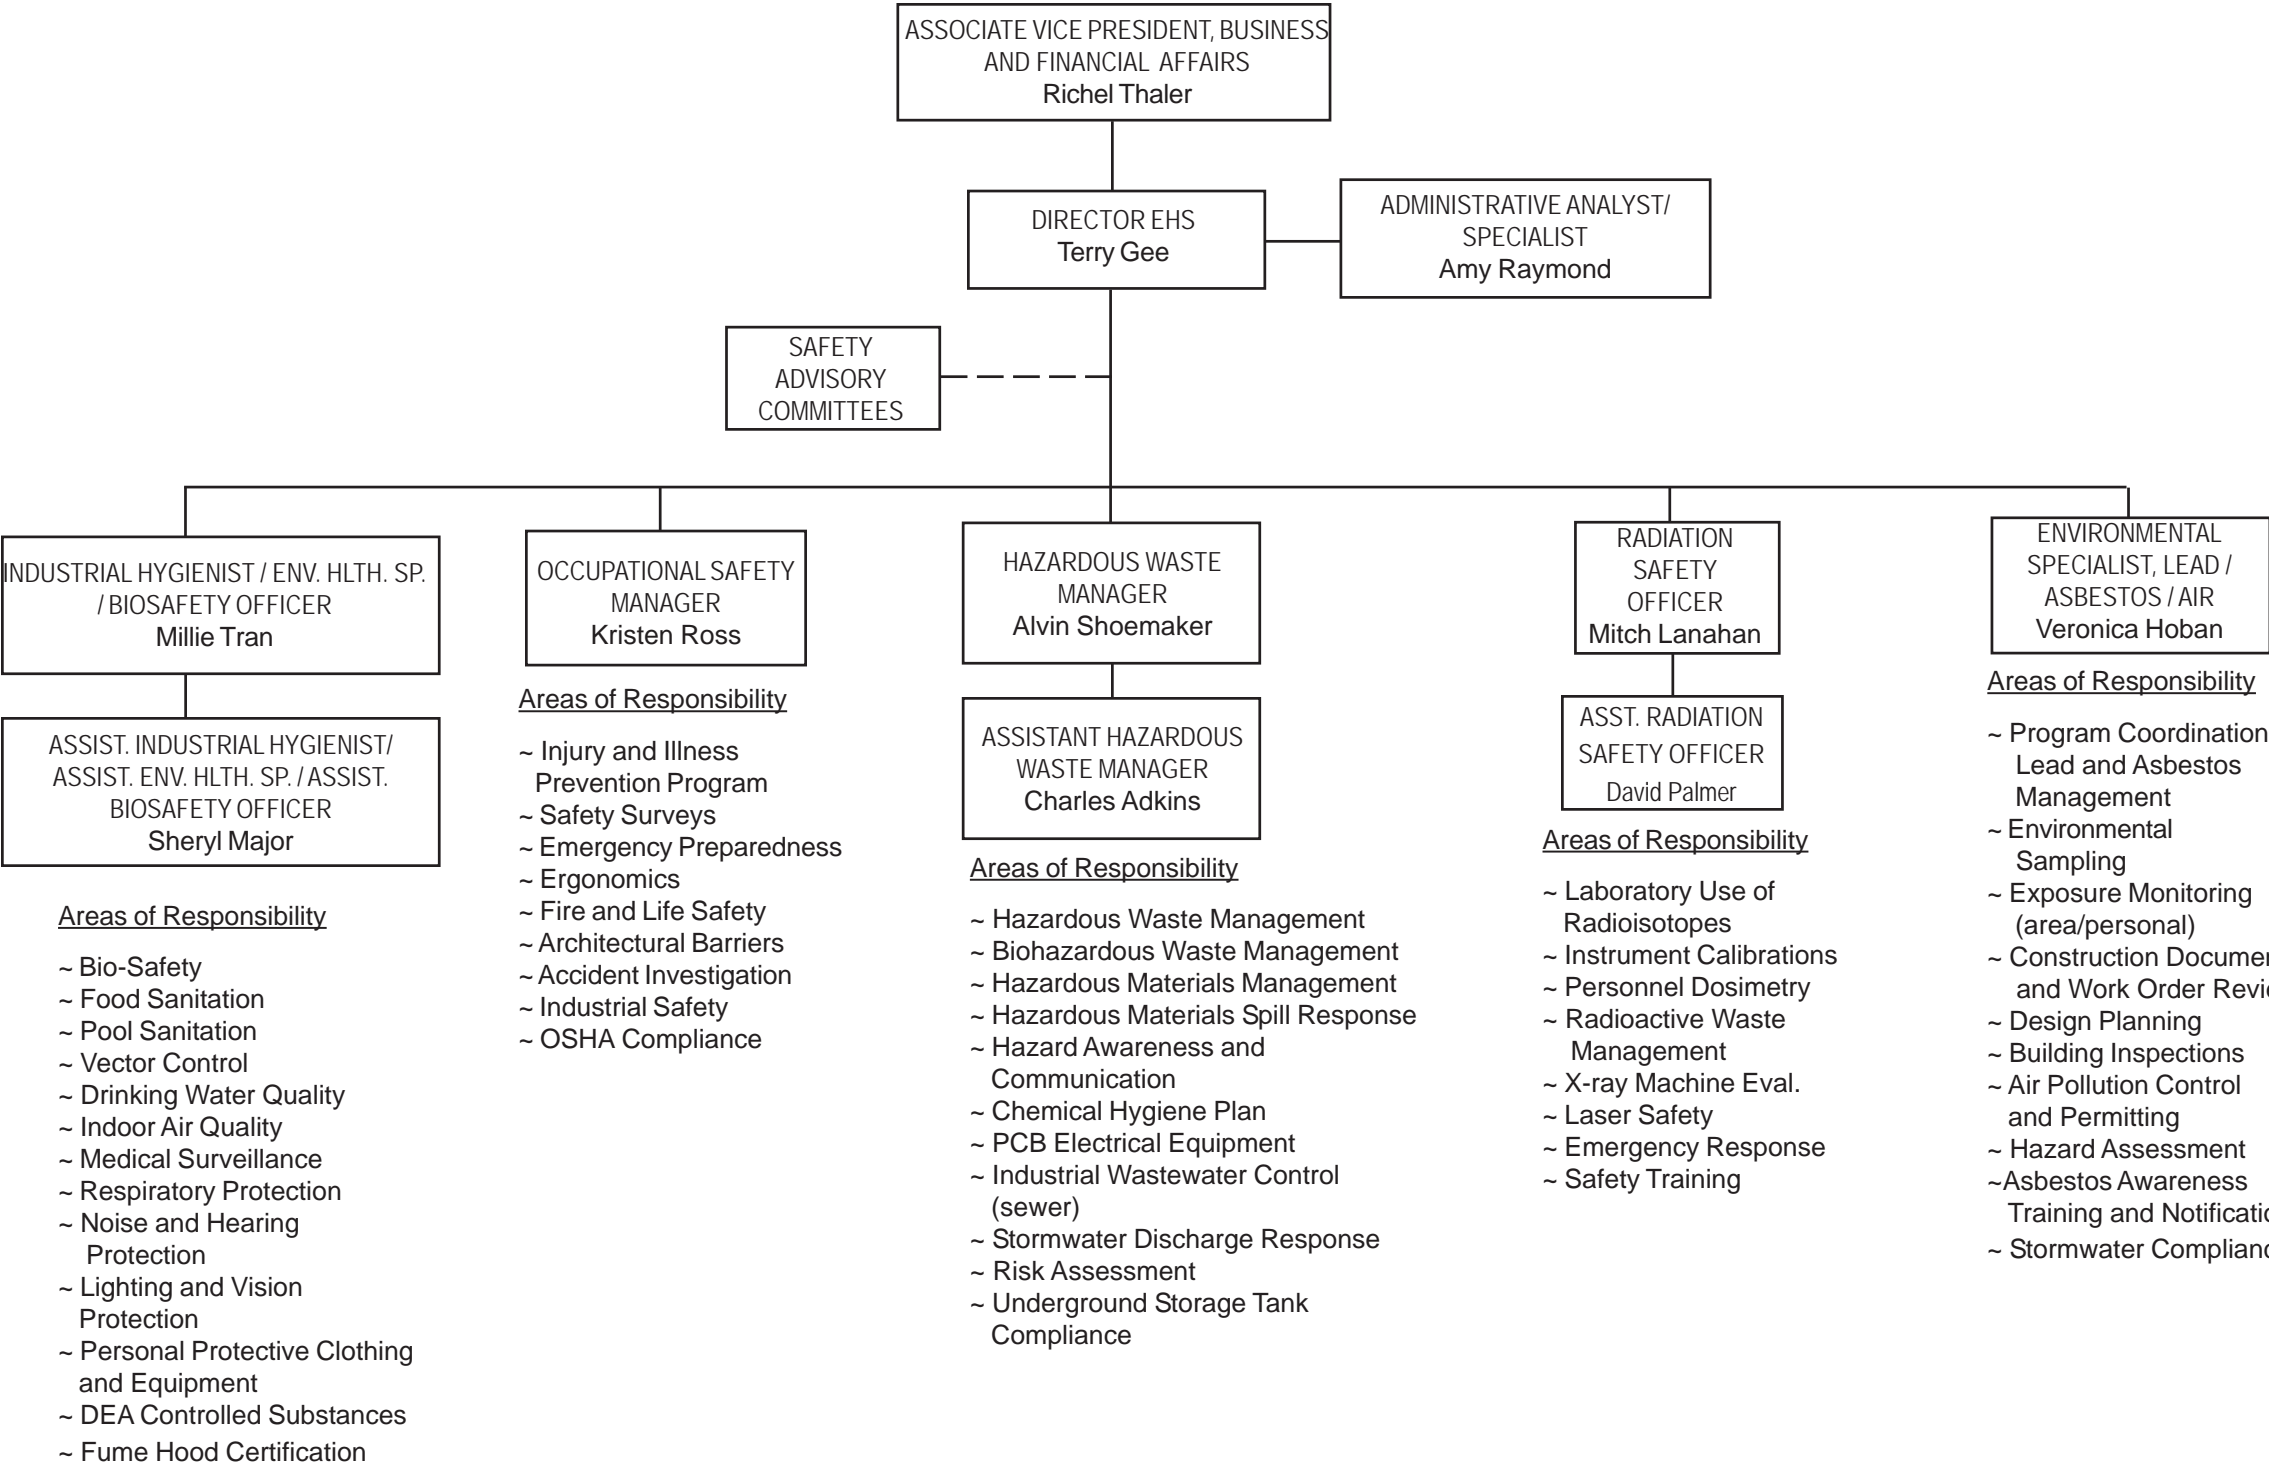 ASSOCIATE VICE PRESIDENT, BUSINESS
AND FINANCIAL AFFAIRS
Richel Thaler
DIRECTOR EHS
Terry Gee
ADMINISTRATIVE ANALYST/
SPECIALIST
Amy Raymond
SAFETY
ADVISORY
COMMITTEES
INDUSTRIAL HYGIENIST / ENV. HLTH. SP.
/ BIOSAFETY OFFICER
Millie Tran
ASSIST. INDUSTRIAL HYGIENIST/
ASSIST. ENV. HLTH. SP. / ASSIST.
BIOSAFETY OFFICER
Sheryl Major
Areas of Responsibility
~ Bio-Safety
~ Food Sanitation
~ Pool Sanitation
~ Vector Control
~ Drinking Water Quality
~ Indoor Air Quality
~ Medical Surveillance
~ Respiratory Protection
~ Noise and Hearing
Protection
~ Lighting and Vision
Protection
~ Personal Protective Clothing
and Equipment
~ DEA Controlled Substances
~ Fume Hood Certification
OCCUPATIONAL SAFETY
MANAGER
Kristen Ross
Areas of Responsibility
~ Injury and Illness
Prevention Program
~ Safety Surveys
~ Emergency Preparedness
~ Ergonomics
~ Fire and Life Safety
~ Architectural Barriers
~ Accident Investigation
~ Industrial Safety
~ OSHA Compliance
HAZARDOUS WASTE
MANAGER
Alvin Shoemaker
ASSISTANT HAZARDOUS
WASTE MANAGER
Charles Adkins
Areas of Responsibility
~ Hazardous Waste Management
~ Biohazardous Waste Management
~ Hazardous Materials Management
~ Hazardous Materials Spill Response
~ Hazard Awareness and
Communication
~ Chemical Hygiene Plan
~ PCB Electrical Equipment
~ Industrial Wastewater Control
(sewer)
~ Stormwater Discharge Response
~ Risk Assessment
~ Underground Storage Tank
Compliance
RADIATION
SAFETY
OFFICER
Mitch Lanahan
ASST. RADIATION
SAFETY OFFICER
David Palmer
Areas of Responsibility
~ Laboratory Use of
Radioisotopes
~ Instrument Calibrations
~ Personnel Dosimetry
~ Radioactive Waste
Management
~ X-ray Machine Eval.
~ Laser Safety
~ Emergency Response
~ Safety Training
ENVIRONMENTAL
SPECIALIST, LEAD /
ASBESTOS / AIR
Veronica Hoban
Areas of Responsibility
~ Program Coordination
Lead and Asbestos
Management
~ Environmental
Sampling
~ Exposure Monitoring
(area/personal)
~ Construction
and Work Order
~ Design Planning
~ Building Inspections
~ Air Pollution Control
and Permitting
~ Hazard Assessment
~Asbestos Awareness
Training and
~ Stormwater